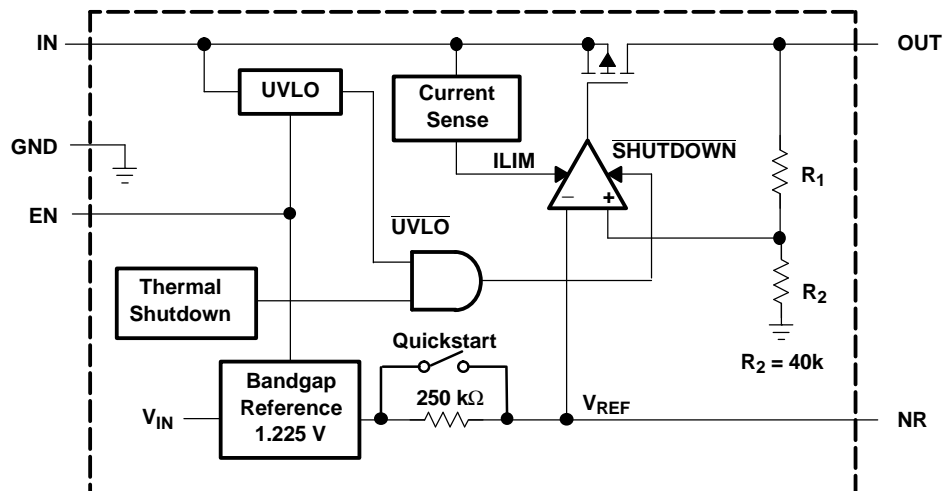 IN
OUT
UVLO
Current
Sense
GND
ILIM
SHUTDOWN
R1
− +
EN
UVLO
Thermal
Shutdown
R2
Quickstart
R2 = 40k
Bandgap
Reference
1.225 V
250 kΩ
VIN
VREF
NR